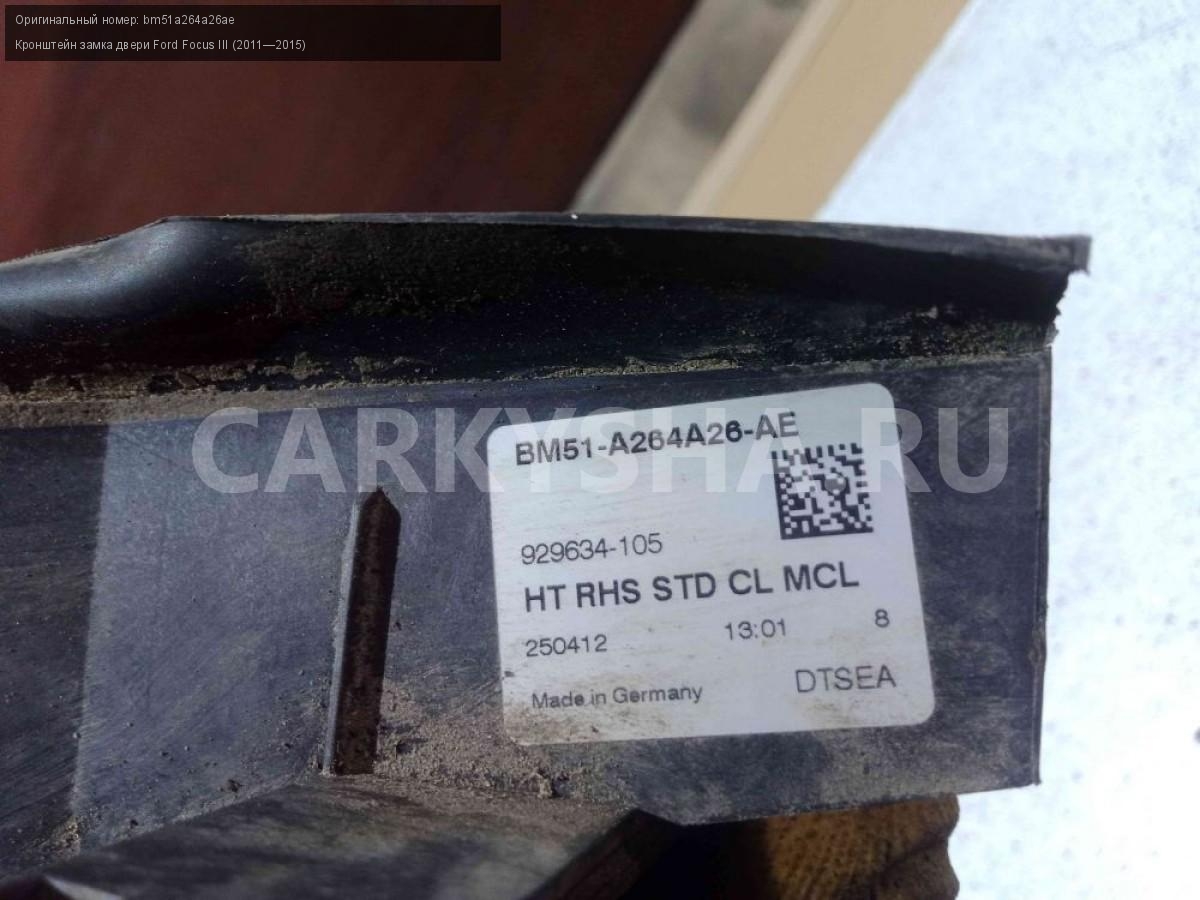 Оригинальный номер: bm51a264a26ae
Кронштейн замка двери Ford Focus III (2011—2015)
CARKYSHA.RU
BM51-A264A26-AE
929634-105
HT RHS STD CL MCL
250412 13:01 8
Made in Germany DTSEA